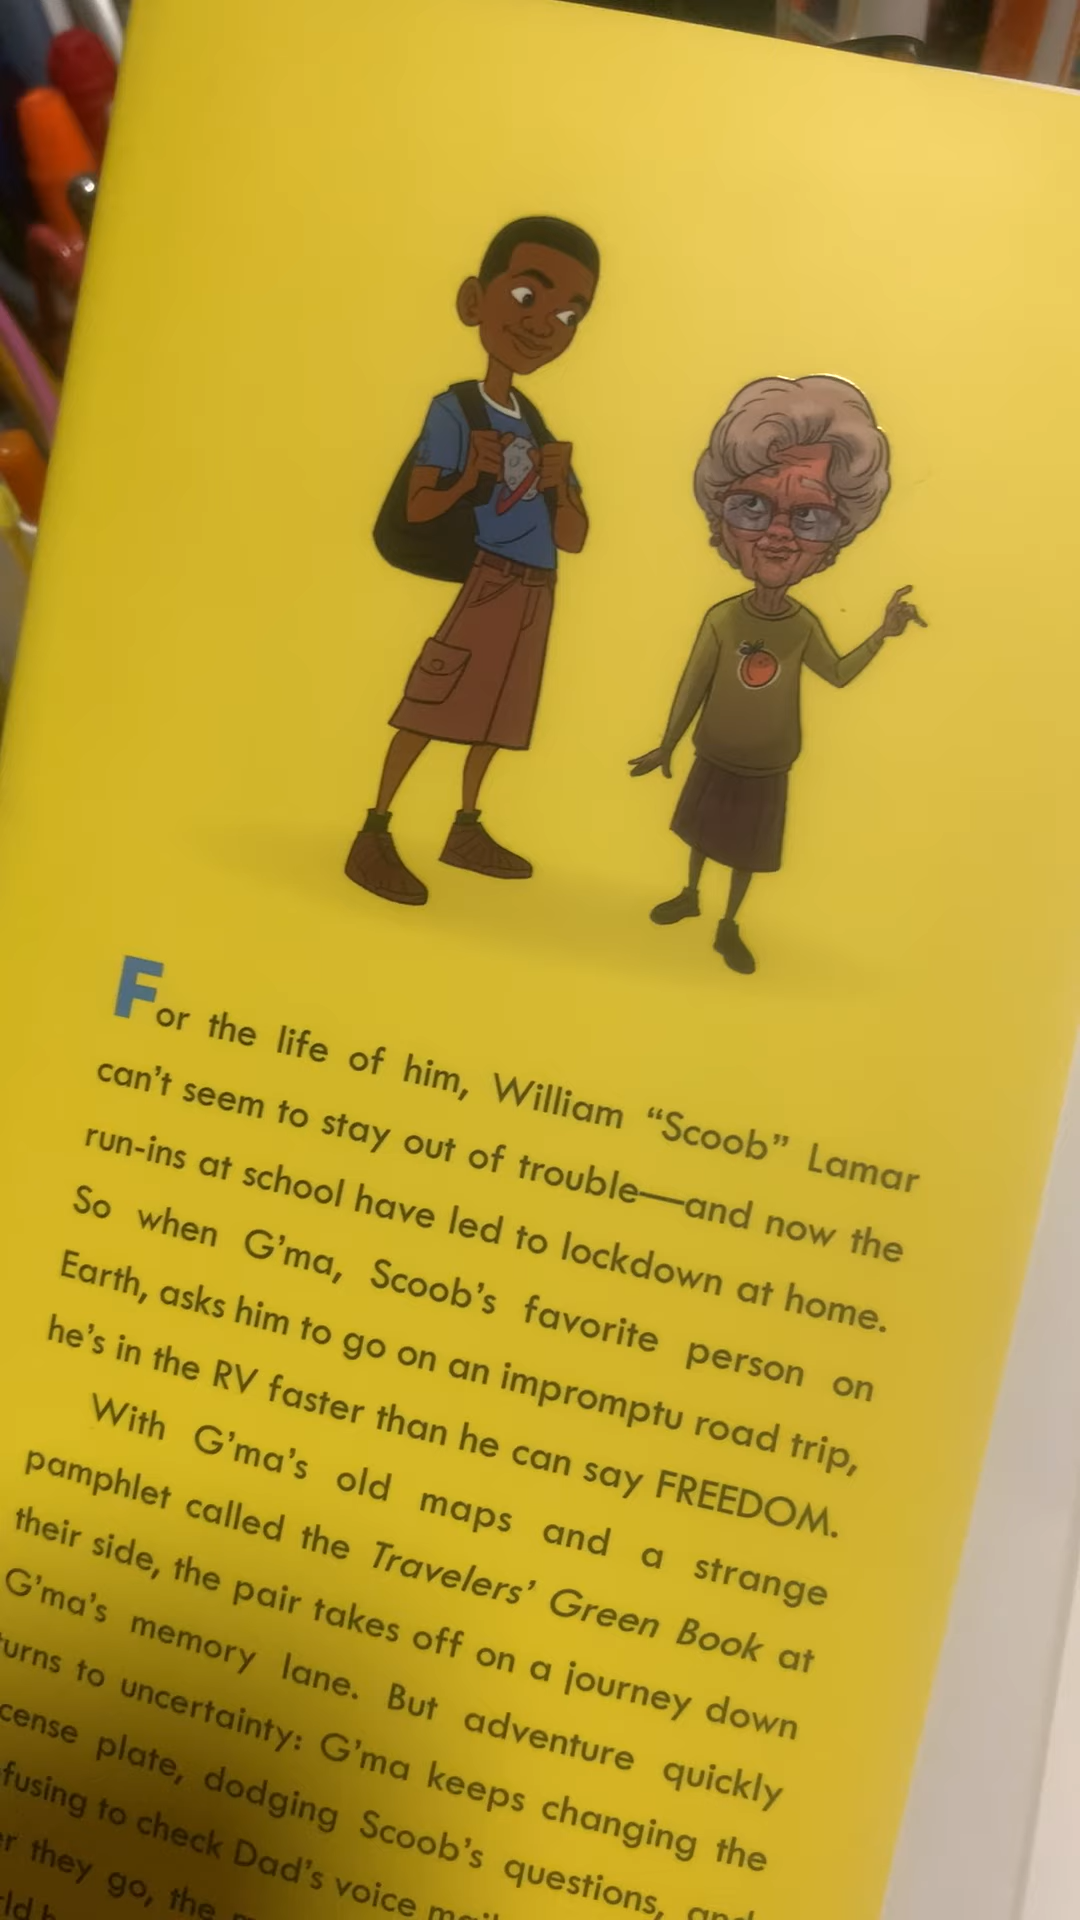 For the life of him, William “Scoob” Lamar
can’t seem to stay out of trouble—and now the
run-ins at school have led to lockdown at home.
So when G’ma, Scoob’s favorite person on
Earth, asks him to go on an impromptu road trip,
he’s in the RV faster than he can say FREEDOM.
With G’ma’s old maps and a strange
pamphlet called the Travelers’ Green Book at
their side, the pair takes off on a journey down
G’ma’s memory lane. But adventure quickly
turns to uncertainty: G’ma keeps changing the
cense plate, dodging Scoob’s questions, and
fusing to check Dad’s voice
they go, the